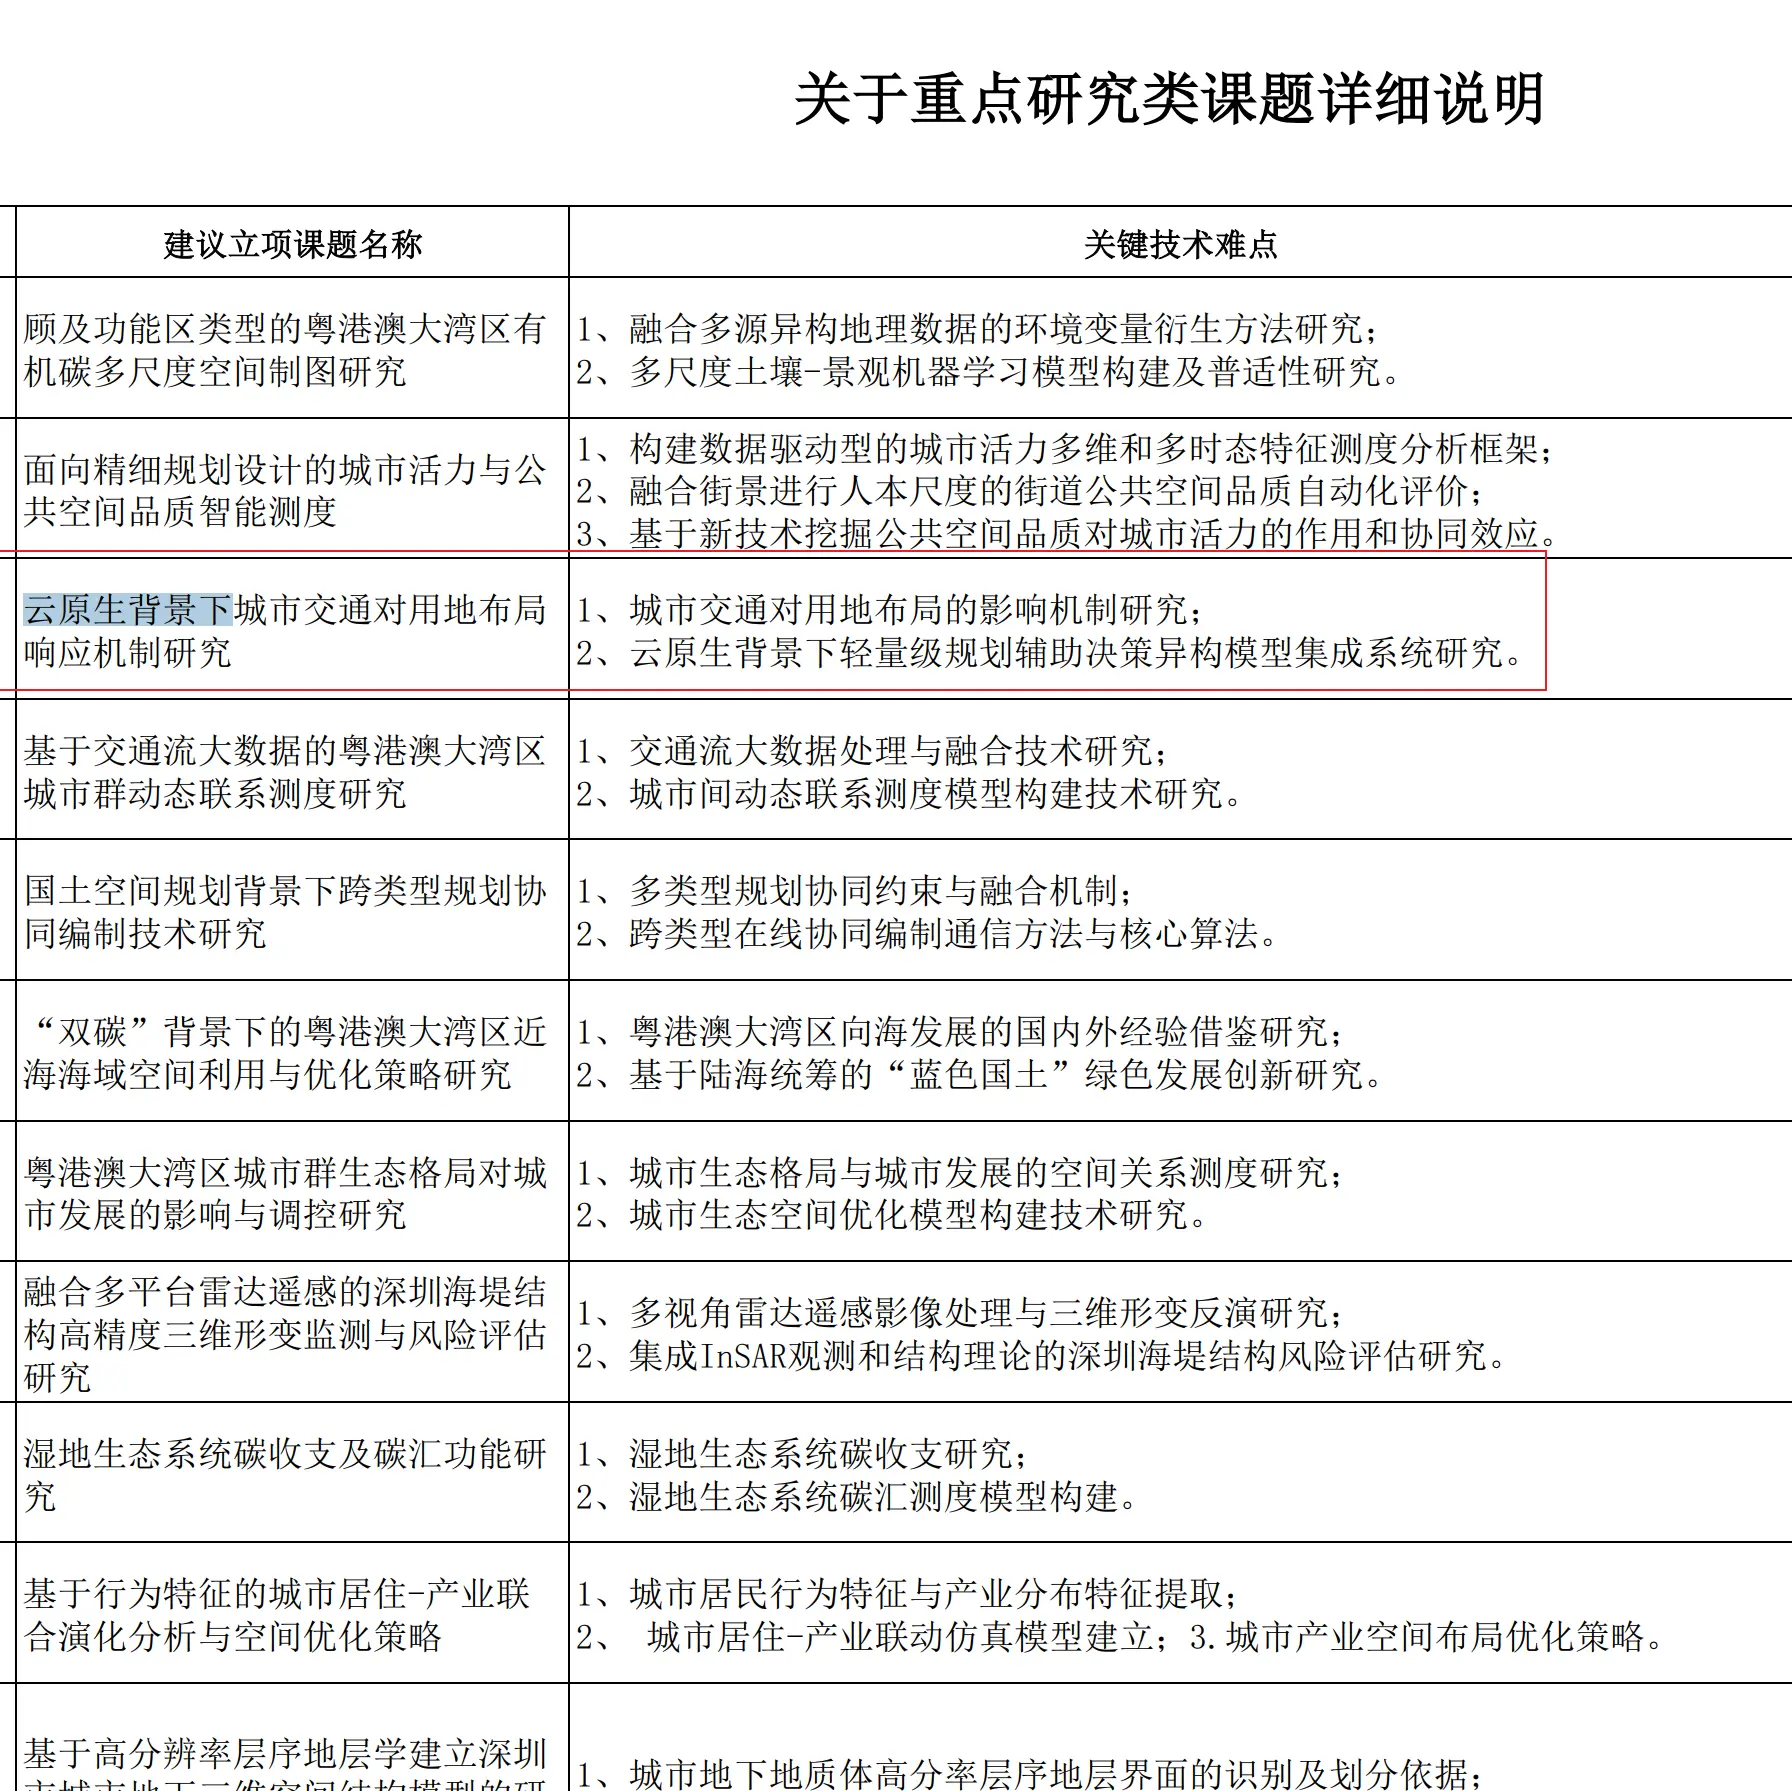 关于重点研究类课题详细说明
建议立项课题名称
关键技术难点
顾及功能区类型的粤港澳大湾区有
机碳多尺度空间制图研究
1、融合多源异构地理数据的环境变量衍生方法研究；
2、多尺度土壤-景观机器学习模型构建及普适性研究。
面向精细规划设计的城市活力与公
共空间品质智能测度
1、构建数据驱动型的城市活力多维和多时态特征测度分析框架；
2、融合街景进行人本尺度的街道公共空间品质自动化评价；
3、基于新技术挖掘公共空间品质对城市活力的作用和协同效应。
云原生背景下城市交通对用地布局
响应机制研究
1、城市交通对用地布局的影响机制研究；
2、云原生背景下轻量级规划辅助决策异构模型集成系统研究。
基于交通流大数据的粤港澳大湾区
城市群动态联系测度研究
1、交通流大数据处理与融合技术研究；
2、城市间动态联系测度模型构建技术研究。
国土空间规划背景下跨类型规划协
同编制技术研究
1、多类型规划协同约束与融合机制；
2、跨类型在线协同编制通信方法与核心算法。
“双碳”背景下的粤港澳大湾区近
海海域空间利用与优化策略研究
1、粤港澳大湾区向海发展的国内外经验借鉴研究；
2、基于陆海统筹的“蓝色国土”绿色发展创新研究。
粤港澳大湾区城市群生态格局对城
市发展的影响与调控研究
1、城市生态格局与城市发展的空间关系测度研究；
2、城市生态空间优化模型构建技术研究。
融合多平台雷达遥感的深圳海堤结
构高精度三维形变监测与风险评估
研究
1、多视角雷达遥感影像处理与三维形变反演研究；
2、集成InSAR观测和结构理论的深圳海堤结构风险评估研究。
湿地生态系统碳收支及碳汇功能研
究
1、湿地生态系统碳收支研究；
2、湿地生态系统碳汇测度模型构建。
基于行为特征的城市居住-产业联
合演化分析与空间优化策略
1、城市居民行为特征与产业分布特征提取；
2、 城市居住-产业联动仿真模型建立；3.城市产业空间布局优化策略。
基于高分辨率层序地层学建立深圳
市城市地下三维空间结构模型的研
1、城市地下地质体高分率层序地层界面的识别及划分依据；